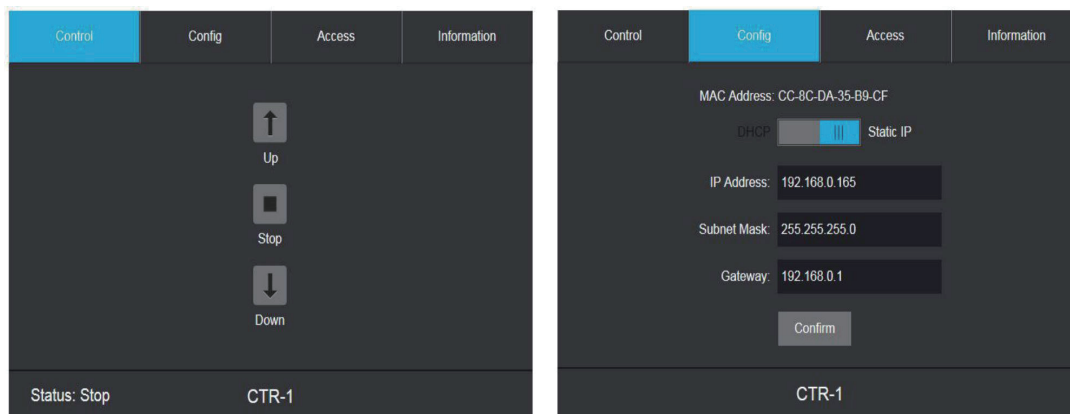 Control Config Access Information
Up
Stop
Down
Status: Stop CTR-1
Control Config Access Information
MAC Address: CC-8C-DA-35-B9-CF
DHCP Static IP
IP Address: 192.168.0.165
Subnet Mask: 255.255.255.0
Gateway: 192.168.0.1
Confirm
CTR-1